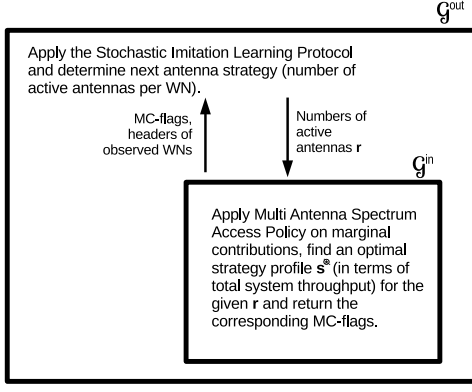 𝒢out
Apply the Stochastic Imitation Learning Protocol
and determine next antenna strategy (number of
active antennas per WN).
MC-flags,
headers of
observed WNs
Numbers of
active
antennas r
𝒢in
Apply Multi Antenna Spectrum
Access Policy on marginal
contributions, find an optimal
strategy profile s⊛ (in terms of
total system throughput) for the
given r and return the
corresponding MC-flags.